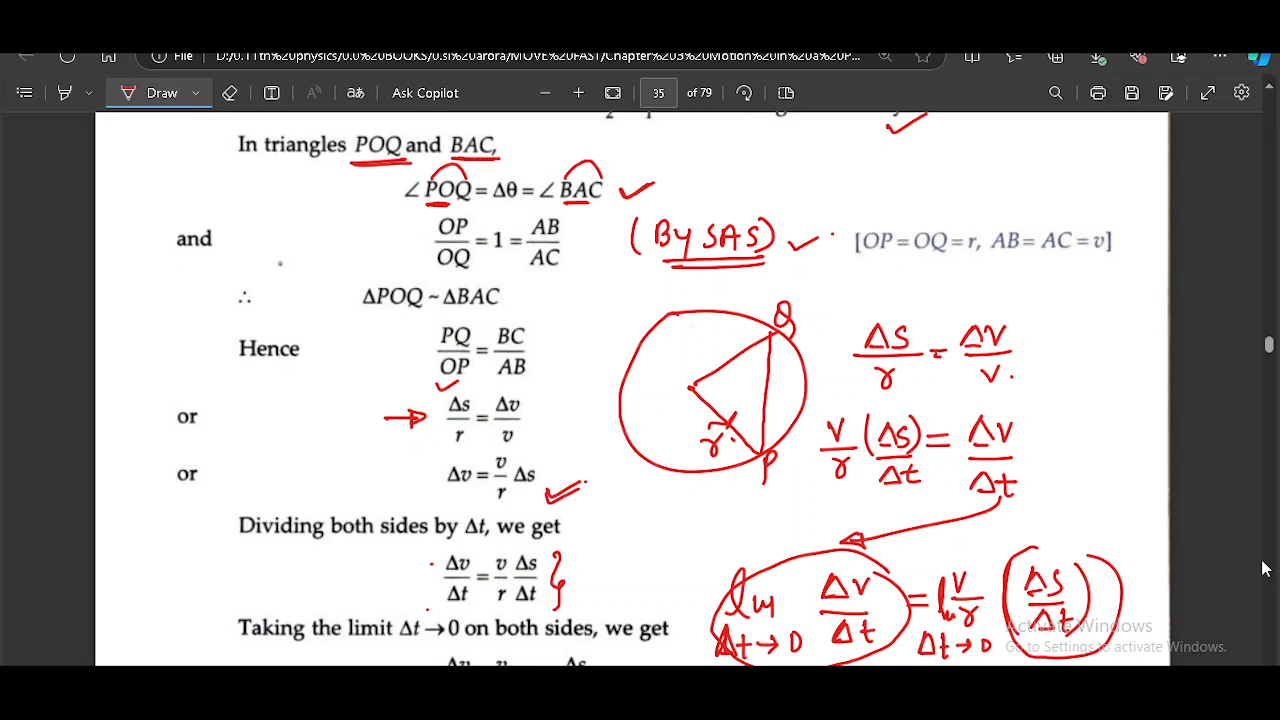 File D:/0.11th%20physics/0.0%20BOOKS/0.sl arora/MOVE%20FAST/Chapter%203%20Motion%20in%20a%20P...
Draw Ask Copilot 35 of 79
In triangles POQ and BAC,
∠ POQ = Δθ = ∠ BAC
and OP/OQ = 1 = AB/AC (By SAS) [OP = OQ = r, AB = AC = v]
∴ ΔPOQ ~ ΔBAC
Hence PQ/OP = BC/AB
or Δs/r = Δv/v
or Δv = v/r Δs
Dividing both sides by Δt, we get
Δv/Δt = v/r Δs/Δt
Taking the limit Δt → 0 on both sides, we get
Q
r
P
ΔS/r = ΔV/V
V/r (ΔS/Δt) = ΔV/Δt
lim Δt→0 ΔV/Δt = V/r Δt→0 (ΔS/Δt)
Activate Windows
Go to Settings to activate Windows.